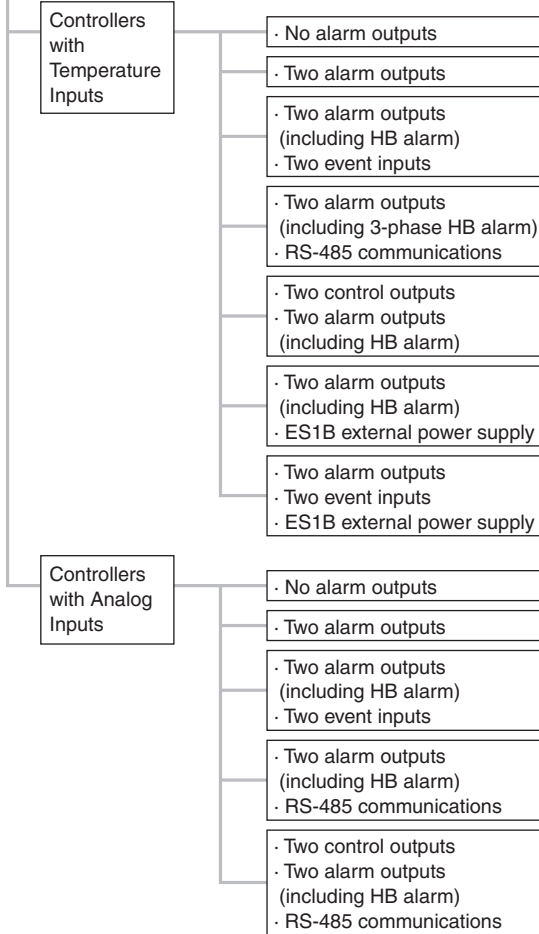 Controllers
with
Temperature
Inputs
· No alarm outputs
· Two alarm outputs
· Two alarm outputs
(including HB alarm)
· Two event inputs
· Two alarm outputs
(including 3-phase HB alarm)
· RS-485 communications
· Two control outputs
· Two alarm outputs
(including HB alarm)
· Two alarm outputs
(including HB alarm)
· ES1B external power supply
· Two alarm outputs
· Two event inputs
· ES1B external power supply
Controllers
with Analog
Inputs
· No alarm outputs
· Two alarm outputs
· Two alarm outputs
(including HB alarm)
· Two event inputs
· Two alarm outputs
(including HB alarm)
· RS-485 communications
· Two control outputs
· Two alarm outputs
(including HB alarm)
· RS-485 communications